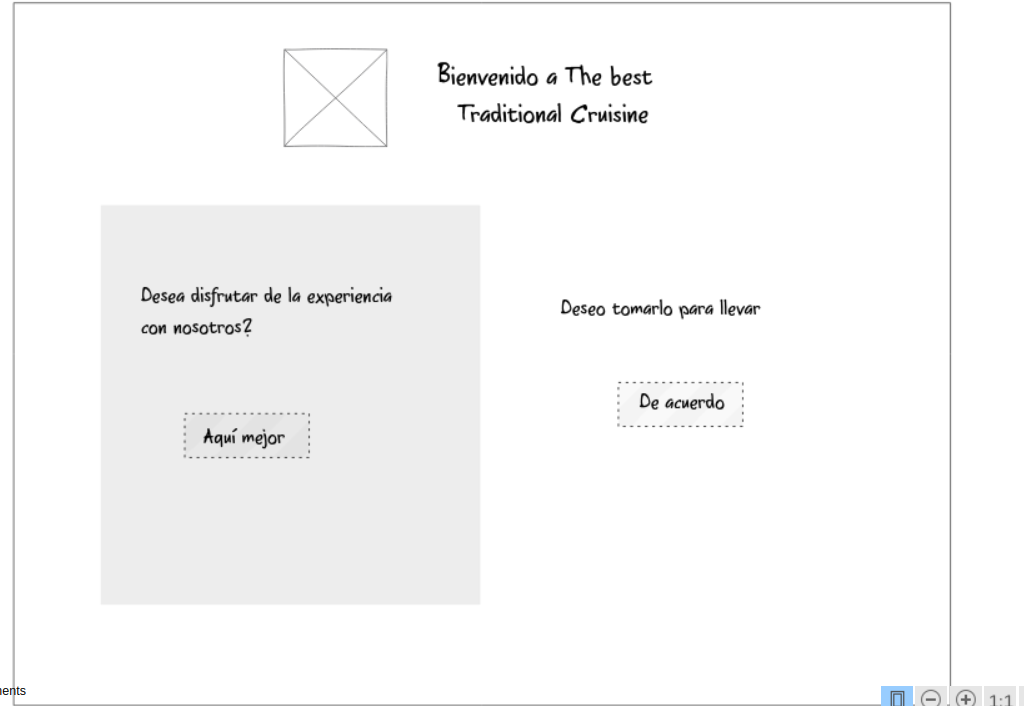 Bienvenido a The best
Traditional Cruisine
Desea disfrutar de la experiencia
con nosotros?
Aquí mejor
Deseo tomarlo para llevar
De acuerdo
1:1